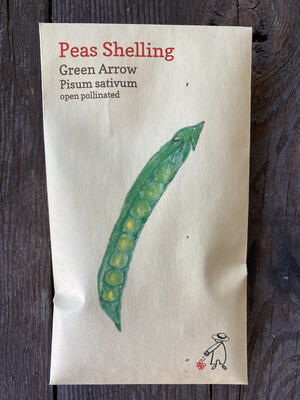 Peas Shelling
Green Arrow
Pisum sativum
open pollinated